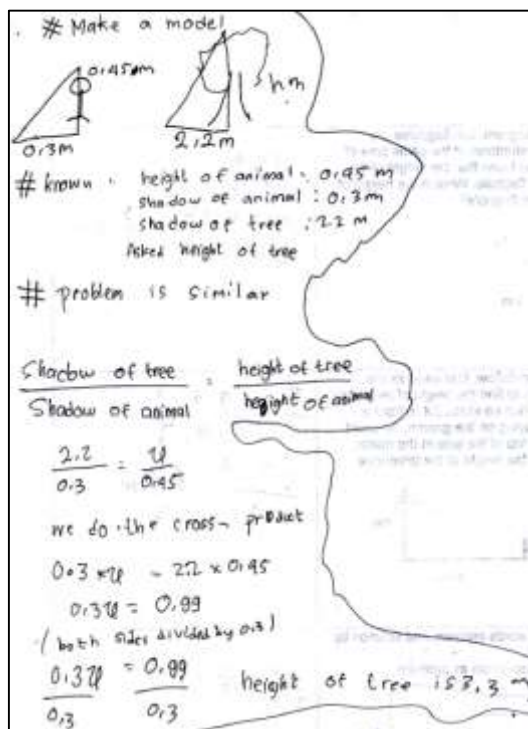 # Make a model
0.45m
hm
0,3m
2,2m
# known : height of animal : 0.45 m
shadow of animal : 0.3 m
shadow of tree : 2.2 m
Asked height of tree
# problem is similar
Shadow of tree = height of tree
Shadow of animal hegight of animal
2.2 = u
0.3 0.45
we do the cross-product
0.3 × u = 2.2 × 0.45
0.3u = 0.99
(both sides divided by 0.3)
0.3u = 0.99
0.3 0.3
height of tree is 3,3 m